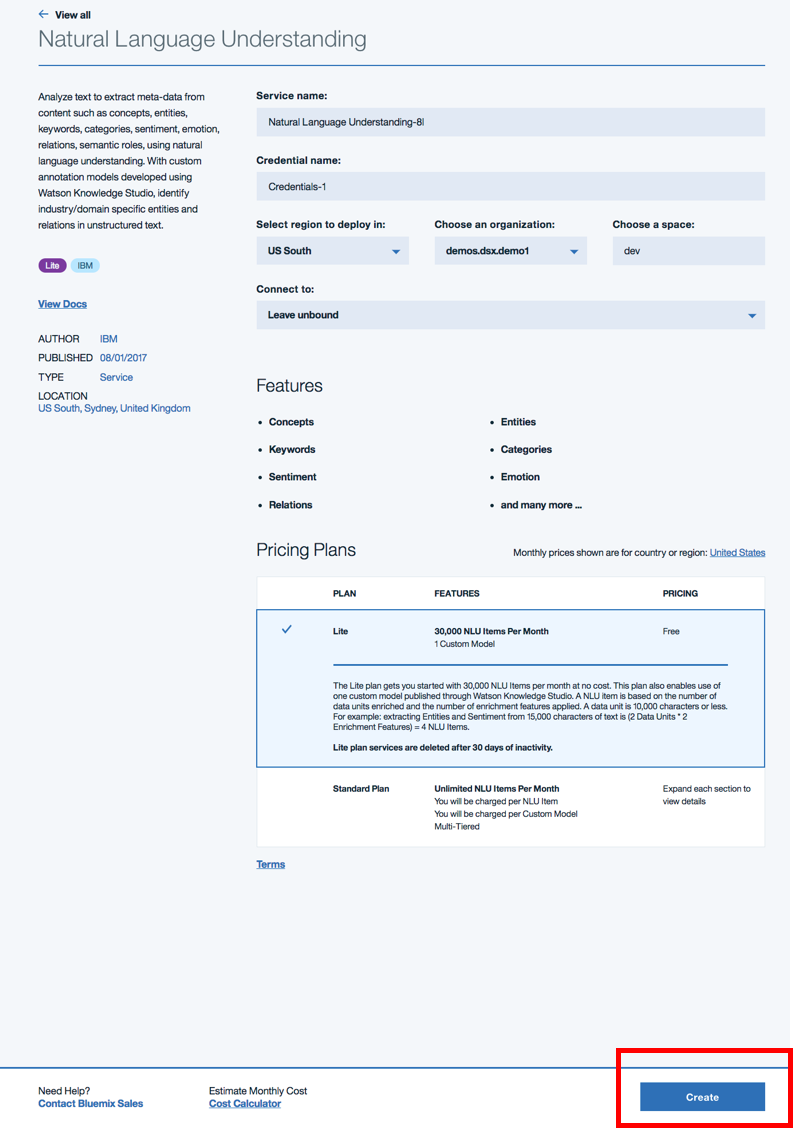 ← View all
Natural Language Understanding
Analyze text to extract meta-data from
content such as concepts, entities,
keywords, categories, sentiment, emotion,
relations, semantic roles, using natural
language understanding. With custom
annotation models developed using
Watson Knowledge Studio, identify
industry/domain specific entities and
relations in unstructured text.
Lite IBM
View Docs
AUTHOR IBM
PUBLISHED 08/01/2017
TYPE Service
LOCATION
US South, Sydney, United Kingdom
Service name:
Natural Language Understanding-8l
Credential name:
Credentials-1
Select region to deploy in: Choose an organization: Choose a space:
US South demos.dsx.demo1 dev
Connect to:
Leave unbound
Features
• Concepts • Entities
• Keywords • Categories
• Sentiment • Emotion
• Relations • and many more ...
Pricing Plans Monthly prices shown are for country or region: United States
PLAN FEATURES PRICING
Lite 30,000 NLU Items Per Month Free
1 Custom Model
The Lite plan gets you started with 30,000 NLU Items per month at no cost. This plan also enables use of
one custom model published through Watson Knowledge Studio. A NLU item is based on the number of
data units enriched and the number of enrichment features applied. A data unit is 10,000 characters or less.
For example: extracting Entities and Sentiment from 15,000 characters of text is (2 Data Units * 2
Enrichment Features) = 4 NLU Items.
Lite plan services are deleted after 30 days of inactivity.
Standard Plan Unlimited NLU Items Per Month Expand each section to
You will be charged per NLU Item view details
You will be charged per Custom Model
Multi-Tiered
Terms
Need Help? Estimate Monthly Cost
Contact Bluemix Sales Cost Calculator Create